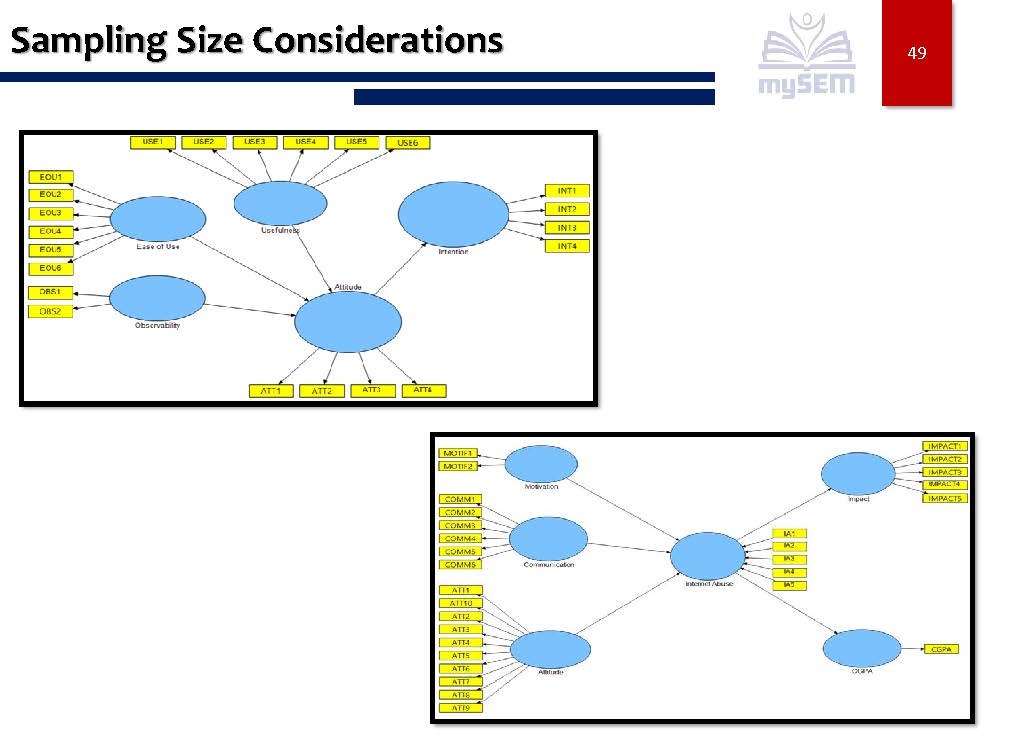 Sampling Size Considerations
mySEM
49
USE1 USE2 USE3 USE4 USE5 USE6
EOU1
EOU2
EOU3
EOU4
EOU5
EOU6
Ease of Use
Usefulness
INT1
INT2
INT3
INT4
Intention
OBS1
OBS2
Observability
Attitude
ATT1 ATT2 ATT3 ATT4
MOTIF1
MOTIF2
Motivation
COMM1
COMM2
COMM3
COMM4
COMM5
COMM6
Communication
ATT1
ATT10
ATT2
ATT3
ATT4
ATT5
ATT6
ATT7
ATT8
ATT9
Attitude
Internet Abuse
IA1
IA2
IA3
IA4
IA5
IMPACT1
IMPACT2
IMPACT3
IMPACT4
IMPACT5
Impact
CGPA
CGPA